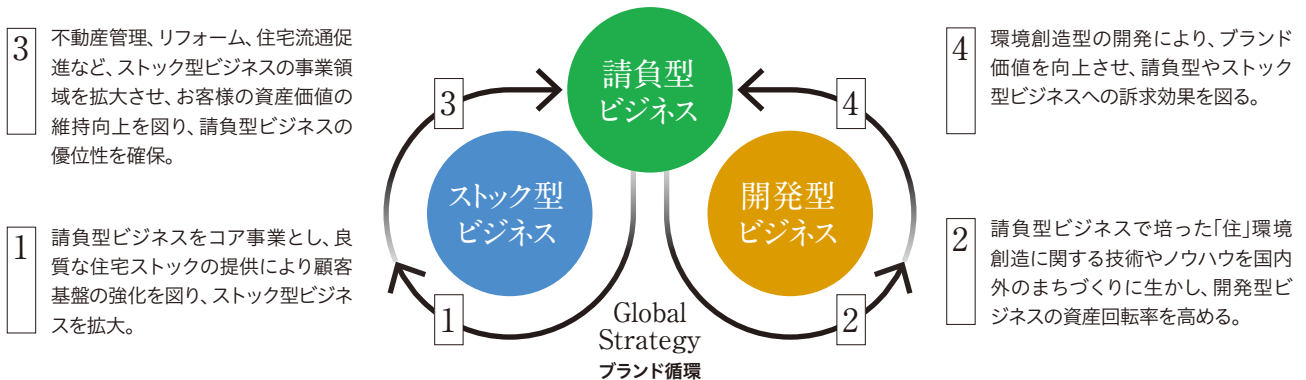 3
不動産管理、リフォーム、住宅流通促
進など、ストック型ビジネスの事業領
域を拡大させ、お客様の資産価値の
維持向上を図り、請負型ビジネスの
優位性を確保。
1
請負型ビジネスをコア事業とし、良
質な住宅ストックの提供により顧客
基盤の強化を図り、ストック型ビジネ
スを拡大。
請負型
ビジネス
3
4
ストック型
ビジネス
開発型
ビジネス
1
2
Global
Strategy
ブランド循環
4
環境創造型の開発により、ブランド
価値を向上させ、請負型やストック
型ビジネスへの訴求効果を図る。
2
請負型ビジネスで培った「住」環境
創造に関する技術やノウハウを国内
外のまちづくりに生かし、開発型ビ
ジネスの資産回転率を高める。